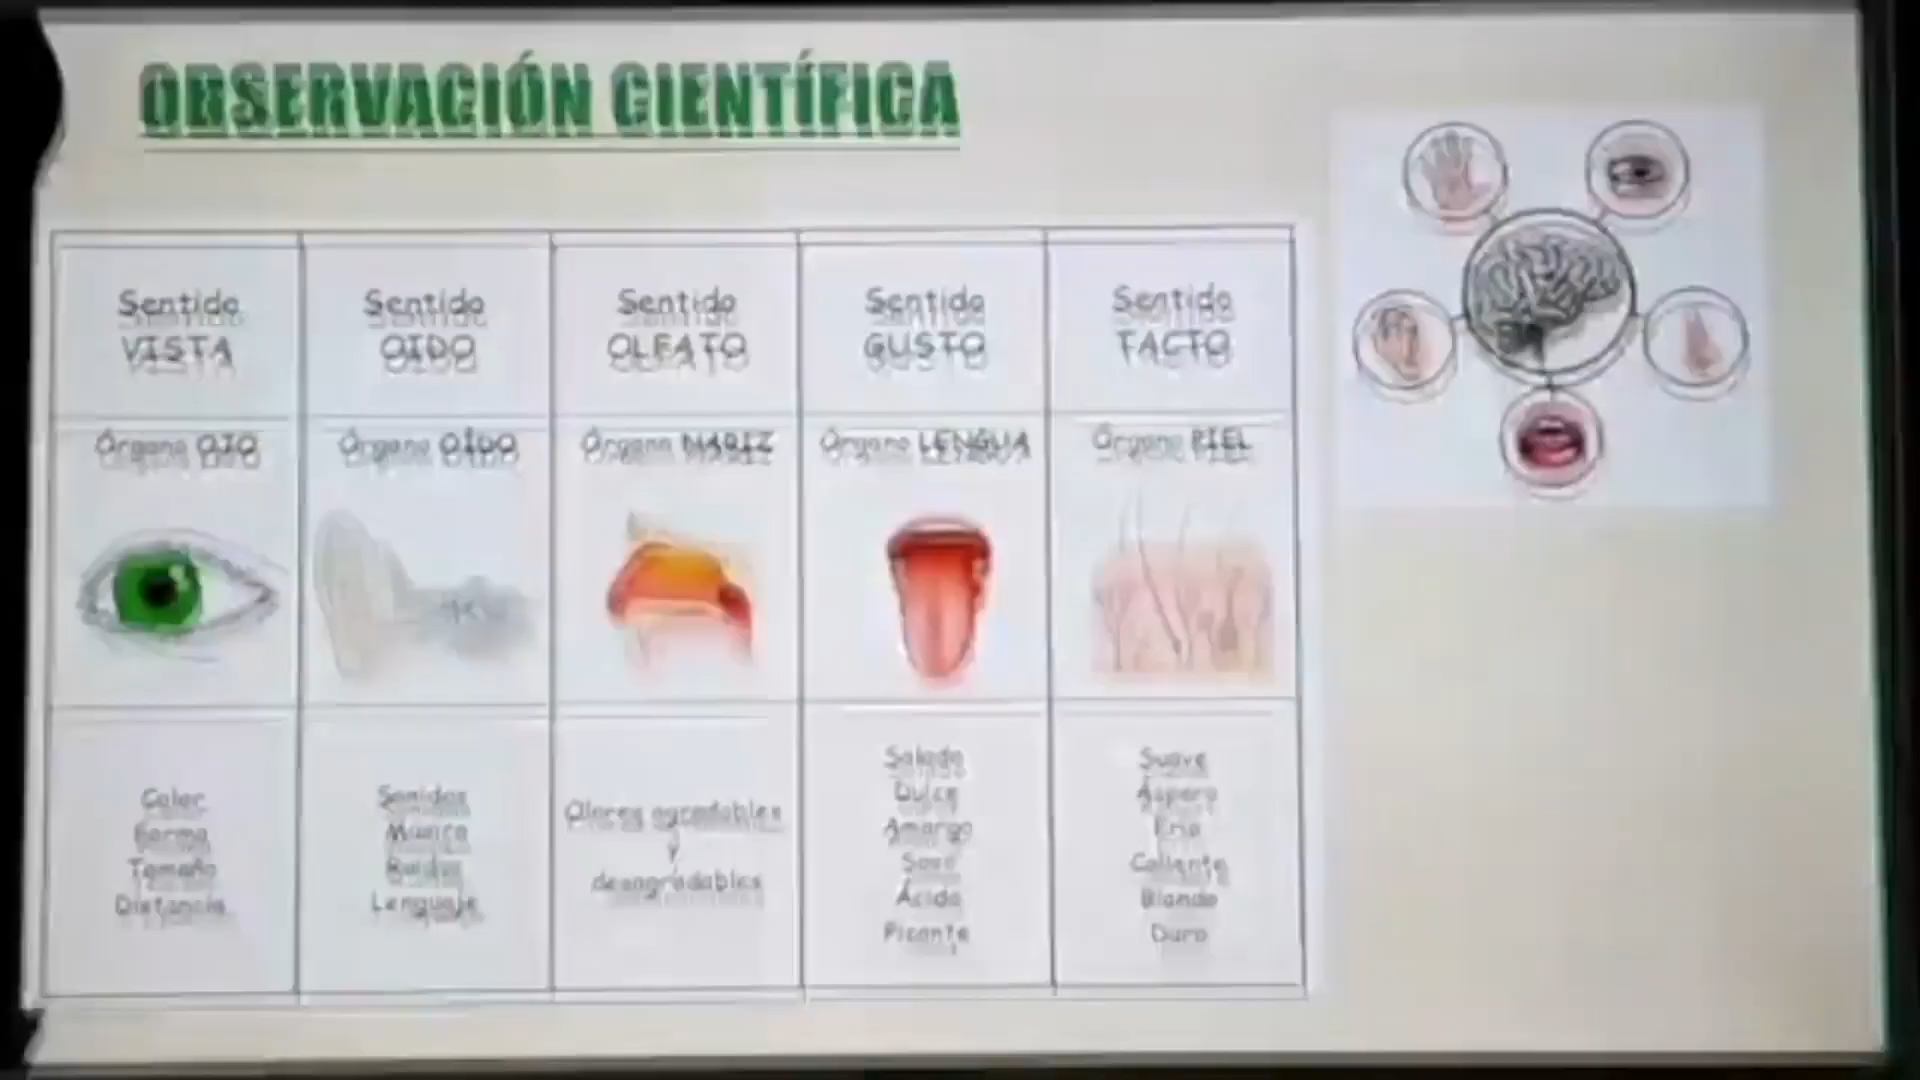 OBSERVACIÓN CIENTÍFICA
Sentido
VISTA
Sentido
OIDO
Sentido
OLFATO
Sentido
GUSTO
Sentido
TACTO
Órgano OJO
Órgano OÍDO
Órgano NARIZ
Órgano LENGUA
Órgano PIEL
Color
Forma
Tamaño
Distancia
Sonidos
Música
Ruidos
Lenguaje
Olores agradables
y
desagradables
Salado
Dulce
Amargo
Soso
Ácido
Picante
Suave
Áspero
Frío
Caliente
Blando
Duro